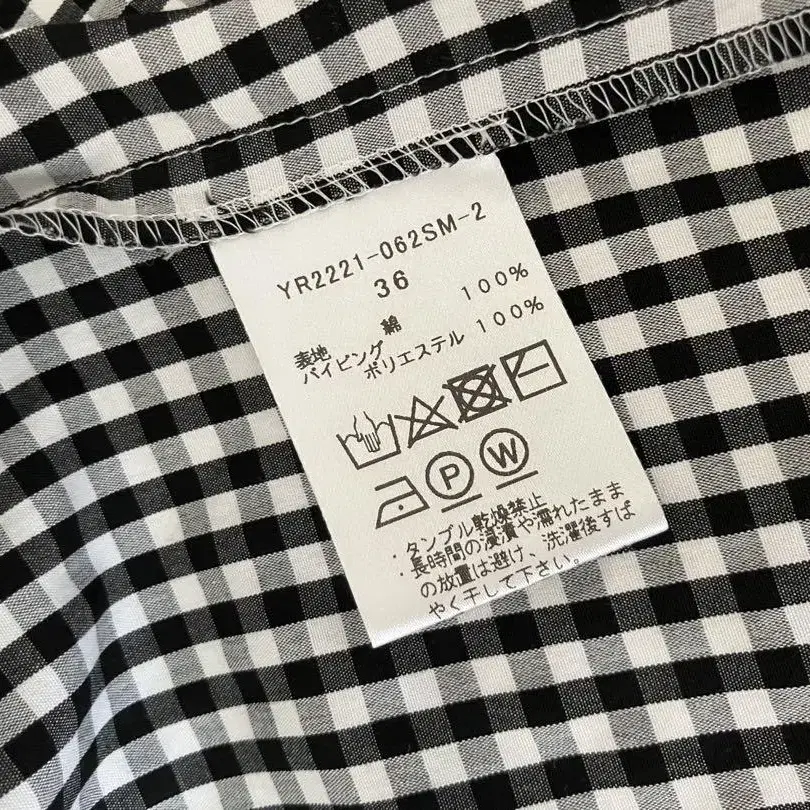 YR2221-062SM-2
36
表地 綿 100%
パイピング ポリエステル 100%
P W
・タンブル乾燥禁止
・長時間の浸漬や濡れたまま
の放置は避け、洗濯後すば
やく干して下さい。